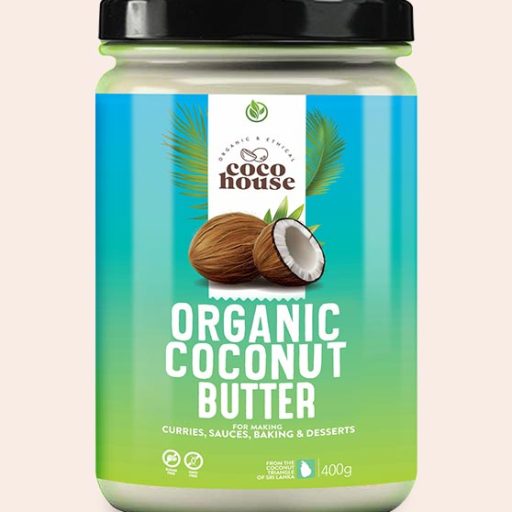 ORGANIC & ETHICAL
coco
house
ORGANIC
COCONUT
BUTTER
FOR MAKING
CURRIES, SAUCES, BAKING & DESSERTS
FROM THE
COCONUT
TRIANGLE
OF SRI LANKA
400g